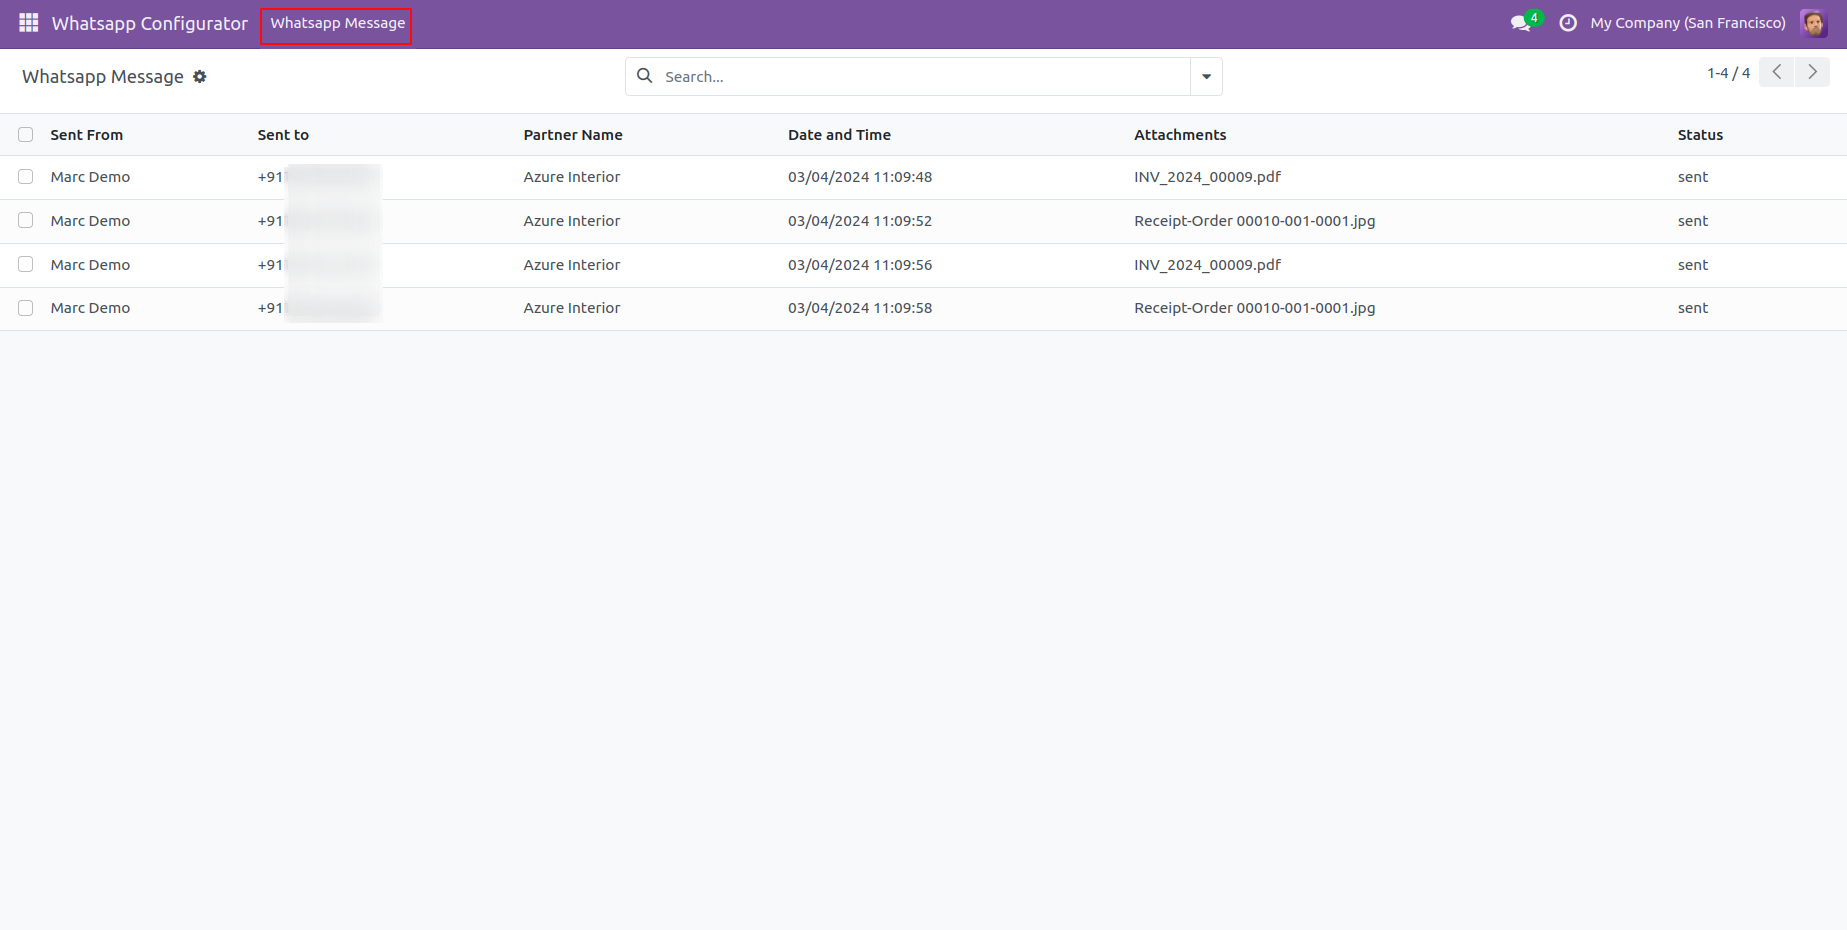 Whatsapp Configurator Whatsapp Message 4 My Company (San Francisco)
Whatsapp Message Search... 1-4 / 4
Sent From Sent to Partner Name Date and Time Attachments Status
Marc Demo +91 Azure Interior 03/04/2024 11:09:48 INV_2024_00009.pdf sent
Marc Demo +91 Azure Interior 03/04/2024 11:09:52 Receipt-Order 00010-001-0001.jpg sent
Marc Demo +91 Azure Interior 03/04/2024 11:09:56 INV_2024_00009.pdf sent
Marc Demo +91 Azure Interior 03/04/2024 11:09:58 Receipt-Order 00010-001-0001.jpg sent